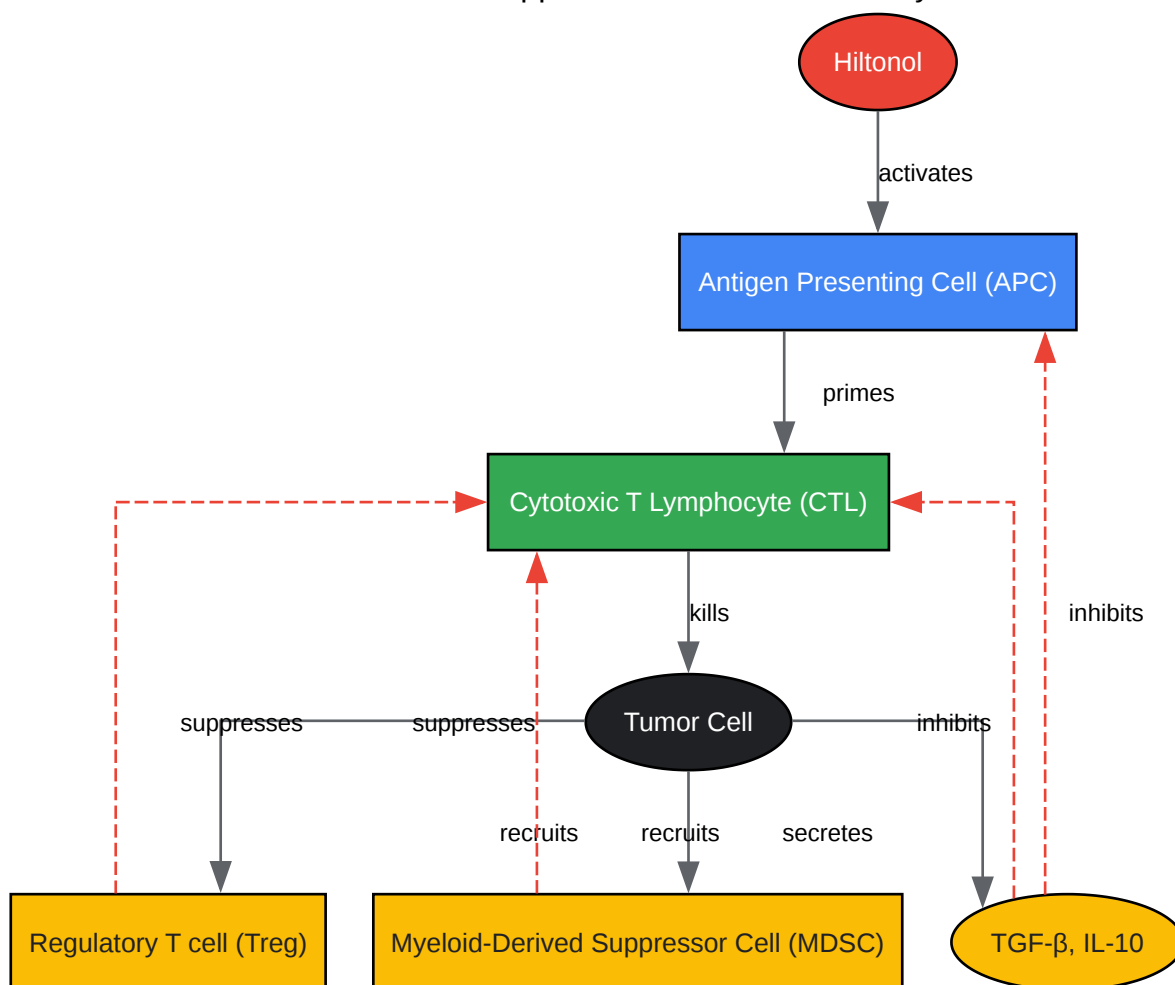 Hiltonol
activates
Antigen Presenting Cell (APC)
primes
Cytotoxic T Lymphocyte (CTL)
kills
inhibits
suppresses
suppresses
Tumor Cell
inhibits
recruits
recruits
secretes
Regulatory T cell (Treg)
Myeloid-Derived Suppressor Cell (MDSC)
TGF-β, IL-10